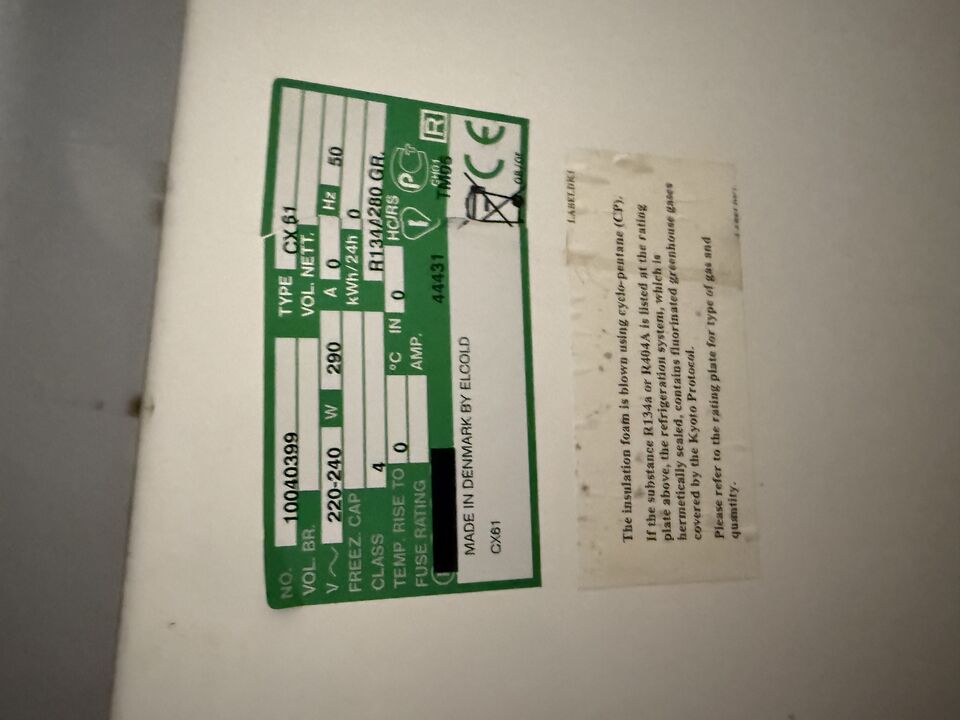 NO. 10040399 TYPE CX61
VOL. BR. VOL. NETT.
V 220-240 W 290 A 0 Hz 50
FREEZ. CAP kWh/24h 0
CLASS 4 R134A280 GR.
TEMP. RISE TO 0 °C IN 0 HC/RS
FUSE RATING AMP.
44431 TM06
MADE IN DENMARK BY ELCOLD
CX61
LABELDKI
The insulation foam is blown using cyclo-pentane (CP).
If the substance R134a or R404A is listed at the rating
plate above, the refrigeration system, which is
hermetically sealed, contains fluorinated greenhouse gases
covered by the Kyoto Protocol.
Please refer to the rating plate for type of gas and
quantity.